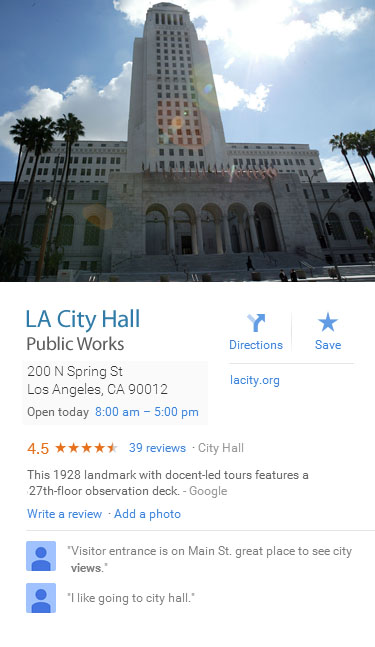 LA City Hall
Public Works
Directions
Save
200 N Spring St
Los Angeles, CA 90012
lacity.org
Open today 8:00 am – 5:00 pm
4.5 ★★★★★ 39 reviews · City Hall
This 1928 landmark with docent-led tours features a
27th-floor observation deck. - Google
Write a review · Add a photo
"Visitor entrance is on Main St. great place to see city
views."
"I like going to city hall."